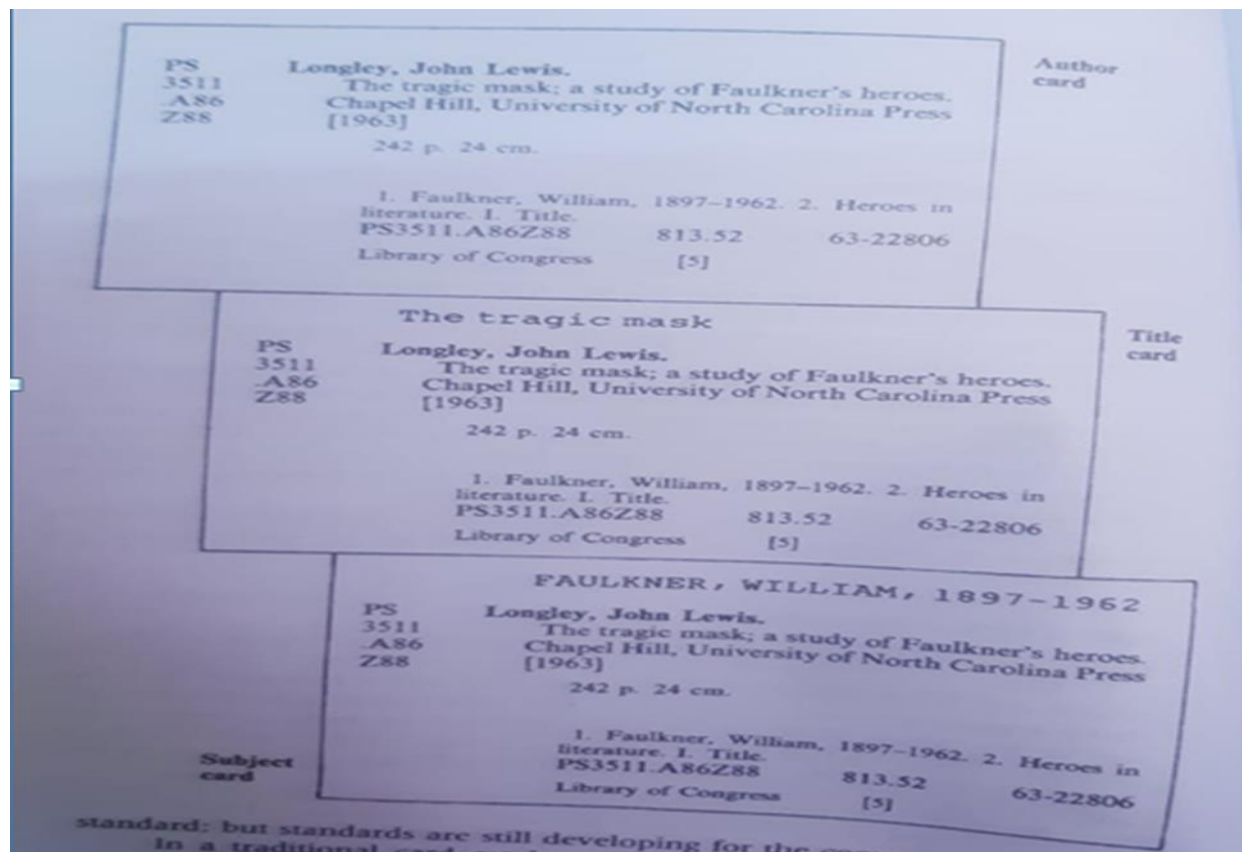 Author
card
PS Longley, John Lewis.
3511 The tragic mask; a study of Faulkner's heroes.
.A86 Chapel Hill, University of North Carolina Press
Z88 [1963]
242 p. 24 cm.
1. Faulkner, William, 1897–1962. 2. Heroes in
literature. I. Title.
PS3511.A86Z88 813.52 63-22806
Library of Congress [5]
Title
card
The tragic mask
PS Longley, John Lewis.
3511 The tragic mask; a study of Faulkner's heroes.
.A86 Chapel Hill, University of North Carolina Press
Z88 [1963]
242 p. 24 cm.
1. Faulkner, William, 1897–1962. 2. Heroes in
literature. I. Title.
PS3511.A86Z88 813.52 63-22806
Library of Congress [5]
Subject
card
FAULKNER, WILLIAM, 1897–1962
PS Longley, John Lewis.
3511 The tragic mask; a study of Faulkner's heroes.
.A86 Chapel Hill, University of North Carolina Press
Z88 [1963]
242 p. 24 cm.
1. Faulkner, William, 1897–1962. 2. Heroes in
literature. I. Title.
PS3511.A86Z88 813.52 63-22806
Library of Congress [5]
standard; but standards are still developing for the
In a traditional